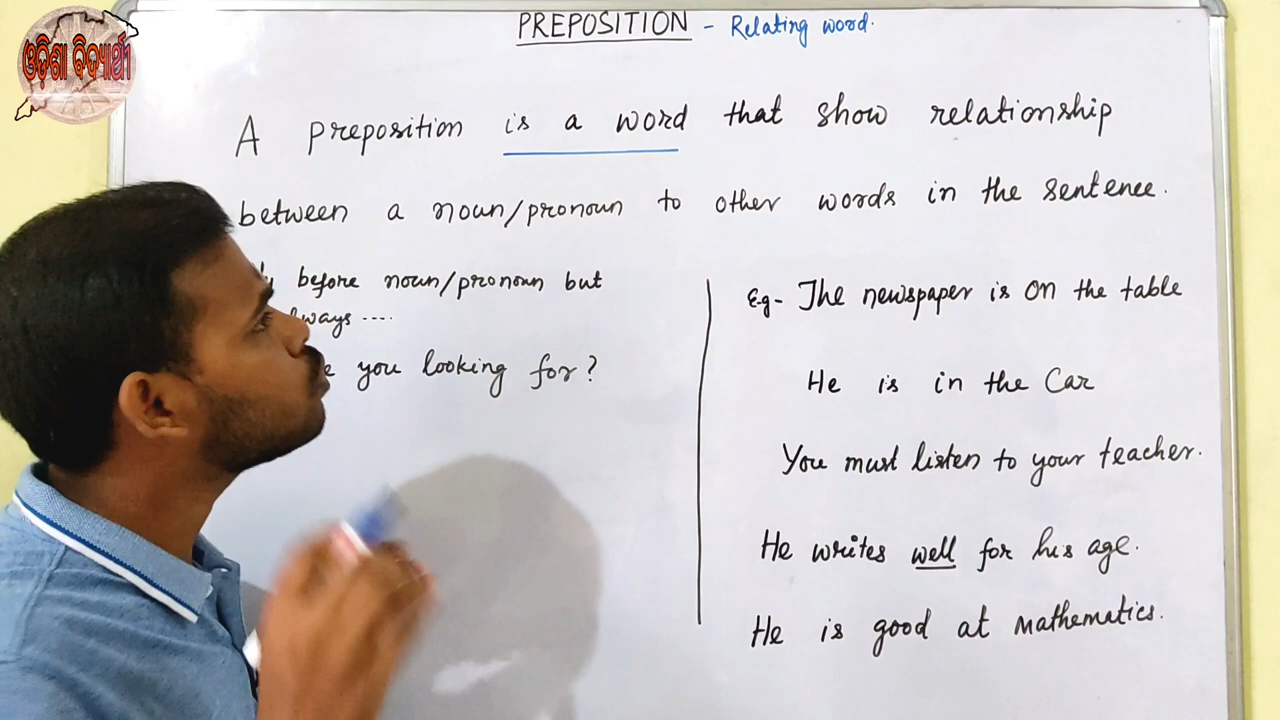 ଓଡ଼ିଶା ବିଦ୍ୟାର୍ଥୀ
PREPOSITION - Relating word.
A preposition is a word that show relationship
between a noun/pronoun to other words in the sentence.
before noun/pronoun but
you looking for?
E.g- The newspaper is on the table
He is in the Car
You must listen to your teacher.
He writes well for his age.
He is good at mathematics.